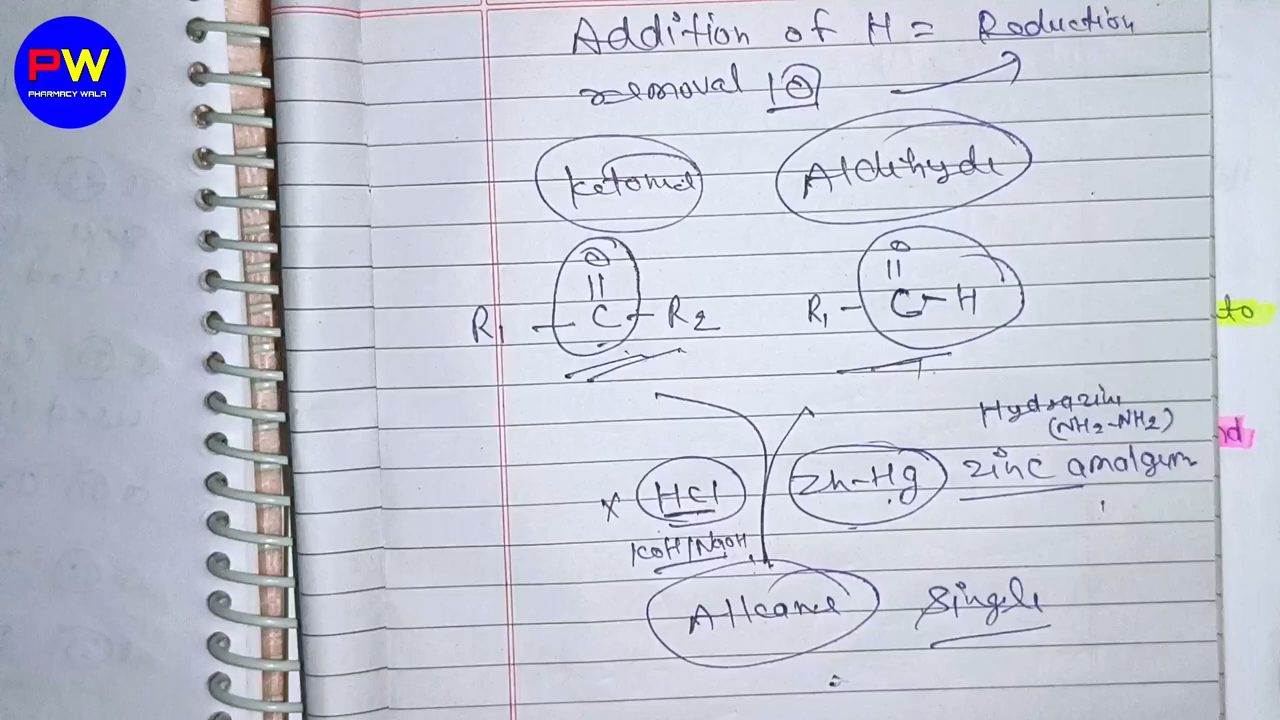 PW
PHARMACY WALA
Addition of H = Reduction
removal |O
Ketone Aldehyde
O
||
R1 — C — R2
O
||
R1 — C — H
Hydrazine
(NH2-NH2)
x HCl Zn-Hg zinc amalgum
KOH/NaOH
Alkane Single
to
d